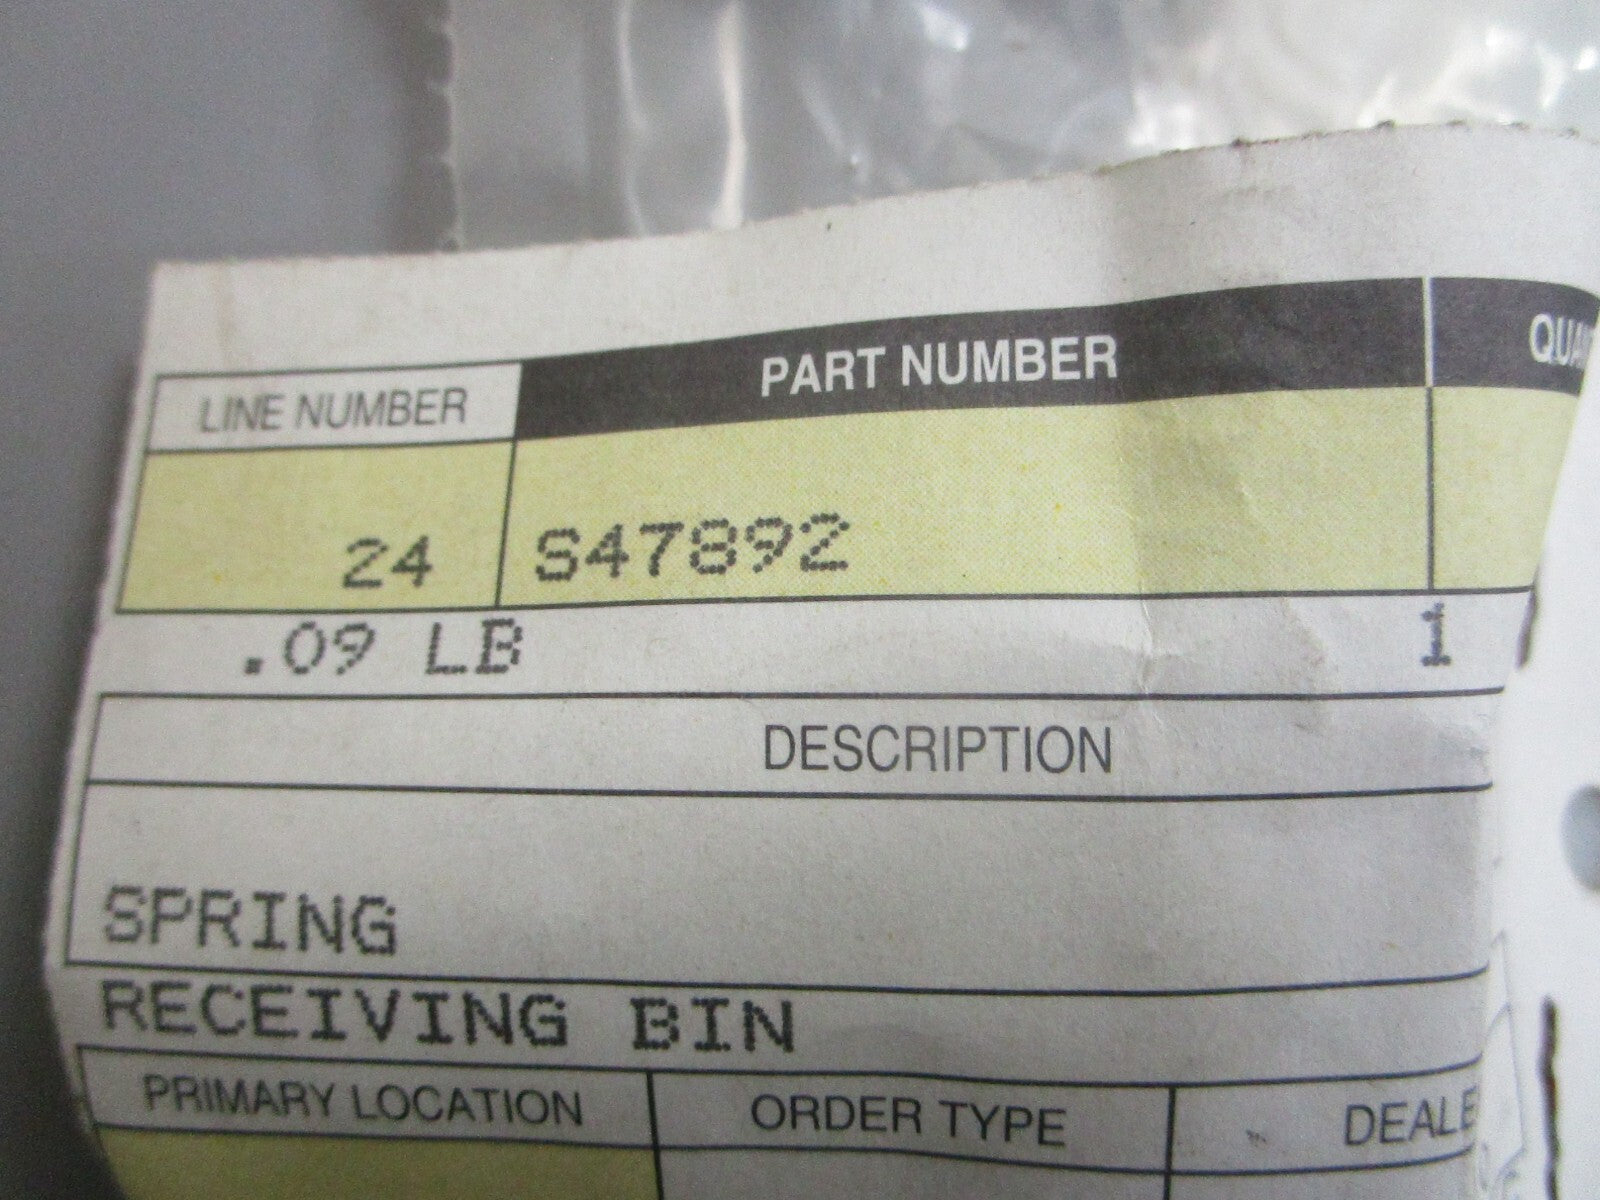 LINE NUMBER PART NUMBER
24 S47892
.09 LB 1
DESCRIPTION
SPRING
RECEIVING BIN
PRIMARY LOCATION ORDER TYPE